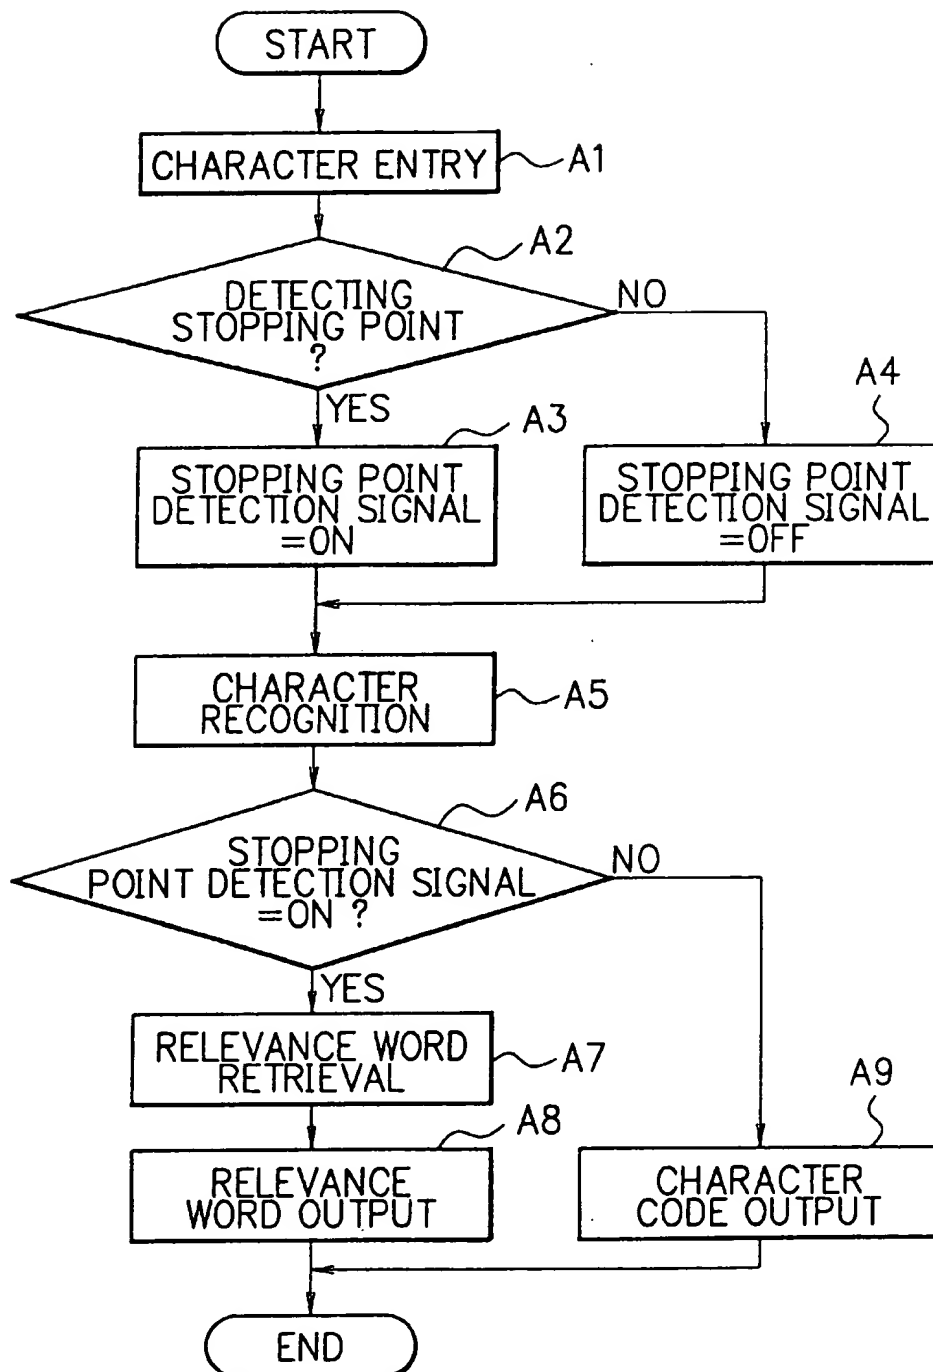 START
CHARACTER ENTRY
A1
A2
DETECTING
STOPPING POINT
?
NO
YES
A3
A4
STOPPING POINT
DETECTION SIGNAL
=ON
STOPPING POINT
DETECTION SIGNAL
=OFF
CHARACTER
RECOGNITION
A5
A6
STOPPING
POINT DETECTION SIGNAL
=ON ?
NO
YES
RELEVANCE WORD
RETRIEVAL
A7
A8
A9
RELEVANCE
WORD OUTPUT
CHARACTER
CODE OUTPUT
END